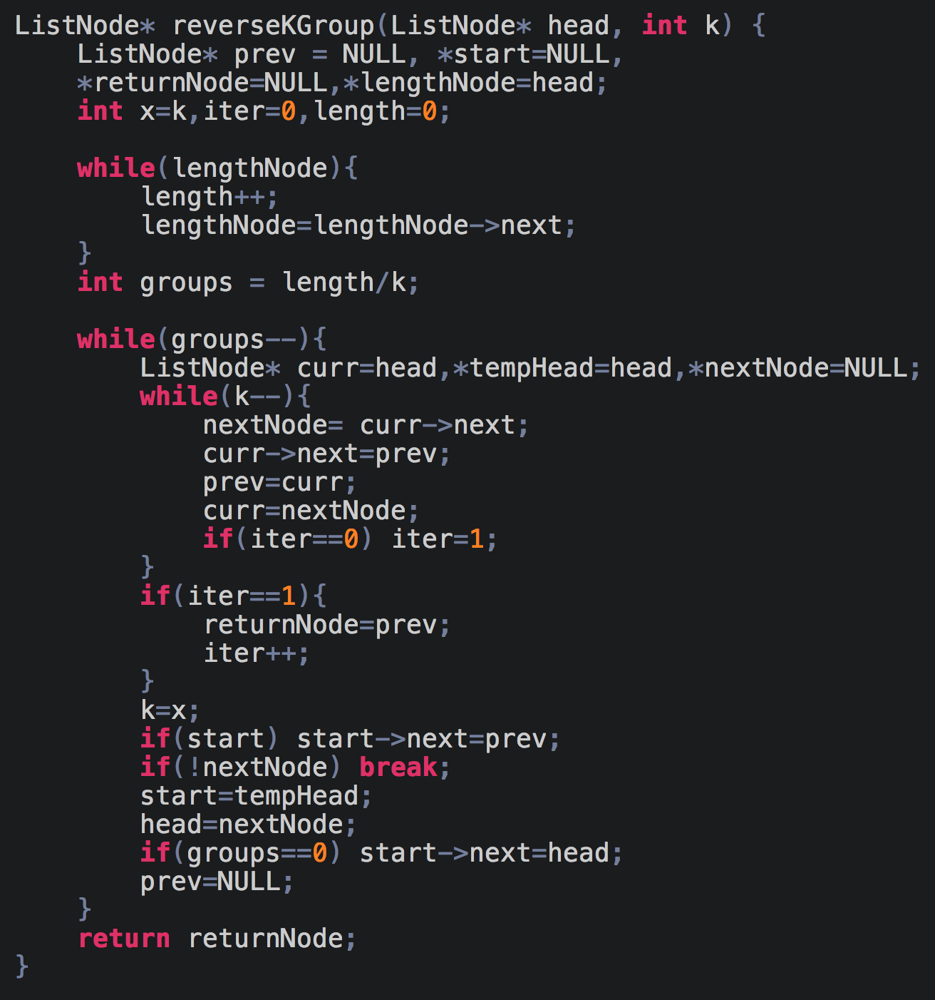 ListNode* reverseKGroup(ListNode* head, int k) {
    ListNode* prev = NULL, *start=NULL,
    *returnNode=NULL,*lengthNode=head;
    int x=k,iter=0,length=0;

    while(lengthNode){
        length++;
        lengthNode=lengthNode->next;
    }
    int groups = length/k;

    while(groups--){
        ListNode* curr=head,*tempHead=head,*nextNode=NULL;
        while(k--){
            nextNode= curr->next;
            curr->next=prev;
            prev=curr;
            curr=nextNode;
            if(iter==0) iter=1;
        }
        if(iter==1){
            returnNode=prev;
            iter++;
        }
        k=x;
        if(start) start->next=prev;
        if(!nextNode) break;
        start=tempHead;
        head=nextNode;
        if(groups==0) start->next=head;
        prev=NULL;
    }
    return returnNode;
}